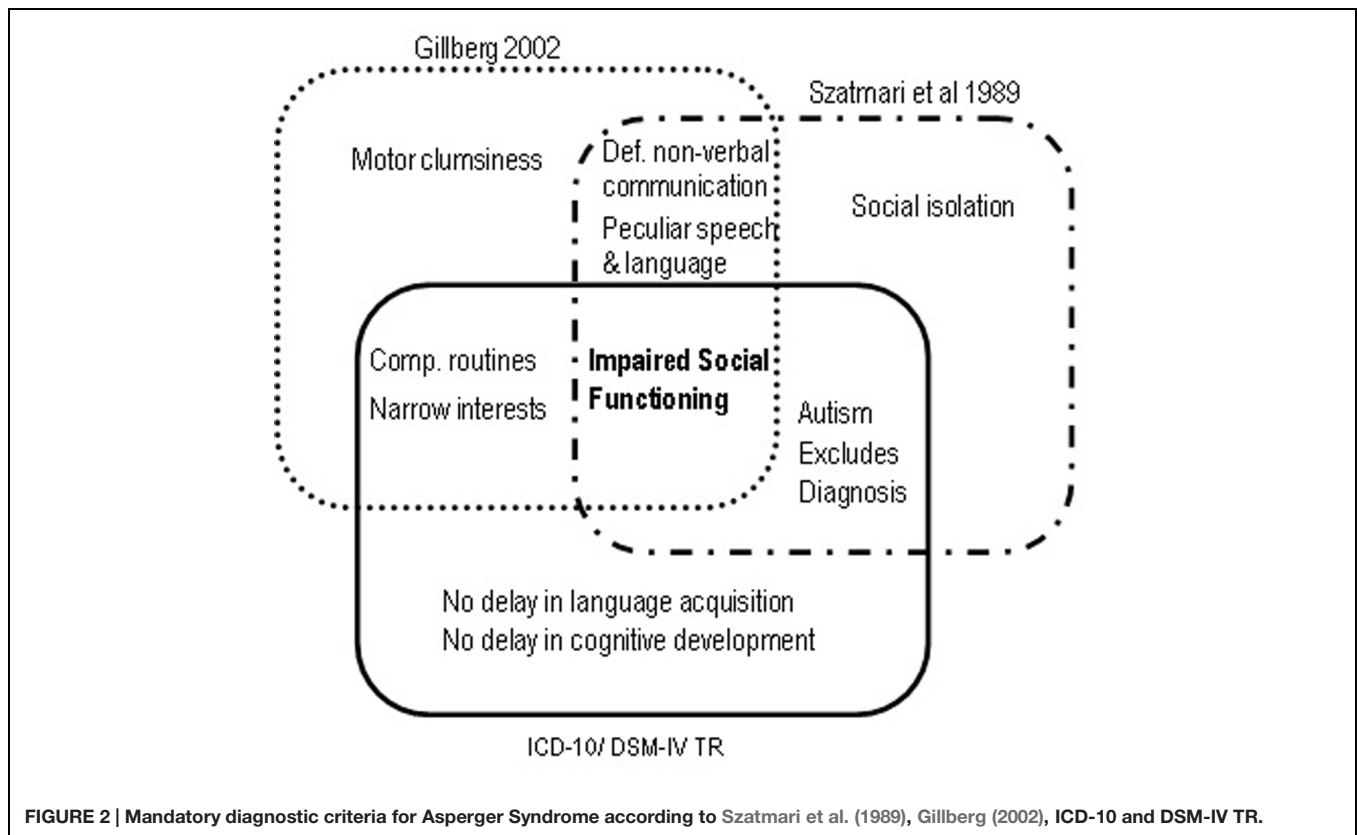 Gillberg 2002
Szatmari et al 1989
Motor clumsiness
Def. non-verbal
communication
Peculiar speech
& language
Social isolation
Comp. routines
Narrow interests
Impaired Social
Functioning
Autism
Excludes
Diagnosis
No delay in language acquisition
No delay in cognitive development
ICD-10/ DSM-IV TR
FIGURE 2 | Mandatory diagnostic criteria for Asperger Syndrome according to Szatmari et al. (1989), Gillberg (2002), ICD-10 and DSM-IV TR.